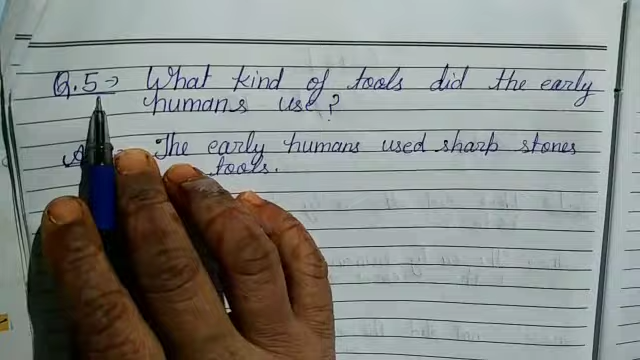 Q.5→ What kind of tools did the early
humans use?
The early humans used sharp stones
tools.